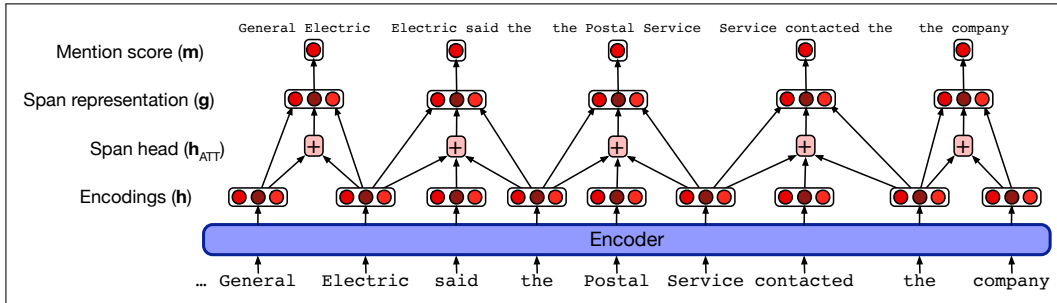 General Electric Electric said the the Postal Service Service contacted the the company
Mention score (m)
Span representation (g)
+ + + + +
Span head (hATT)
Encodings (h)
Encoder
... General Electric said the Postal Service contacted the company